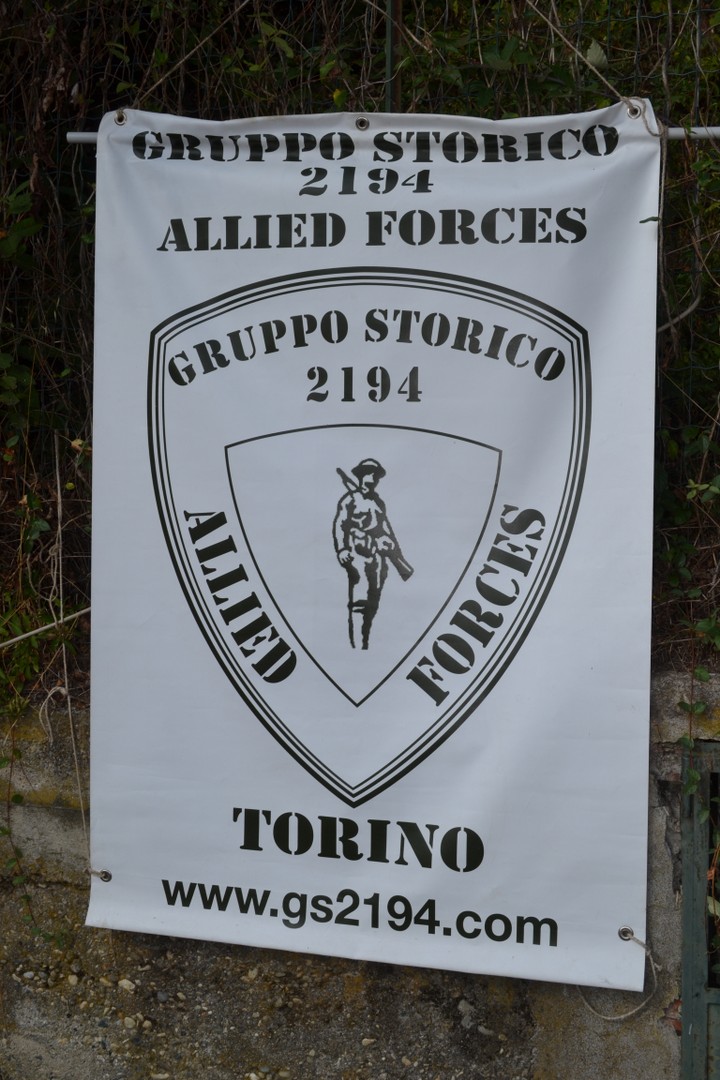 GRUPPO STORICO
2194
ALLIED FORCES
GRUPPO STORICO
2194
ALLIED
FORCES
TORINO
www.gs2194.com